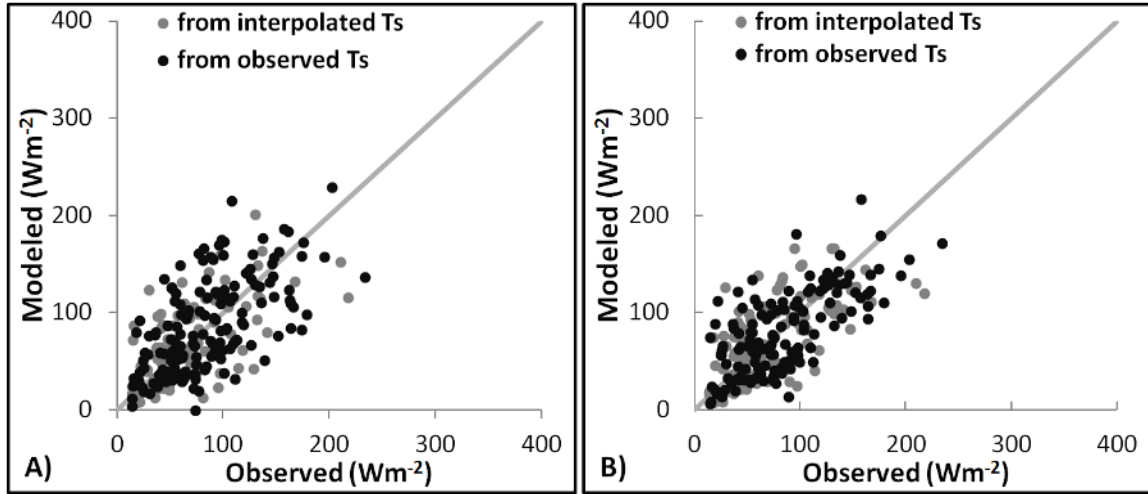 400
300
200
100
0
Modeled (Wm⁻²)
from interpolated Ts
from observed Ts
0 100 200 300 400
A) Observed (Wm⁻²)
400
300
200
100
0
Modeled (Wm⁻²)
from interpolated Ts
from observed Ts
0 100 200 300 400
B) Observed (Wm⁻²)